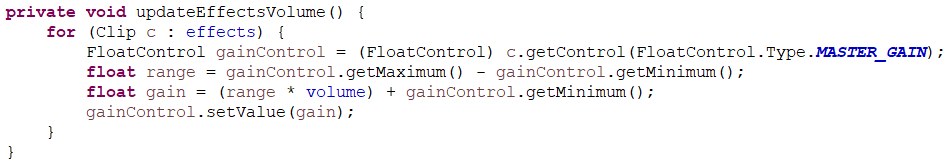 private void updateEffectsVolume() {
    for (Clip c : effects) {
        FloatControl gainControl = (FloatControl) c.getControl(FloatControl.Type.MASTER_GAIN);
        float range = gainControl.getMaximum() - gainControl.getMinimum();
        float gain = (range * volume) + gainControl.getMinimum();
        gainControl.setValue(gain);
    }
}